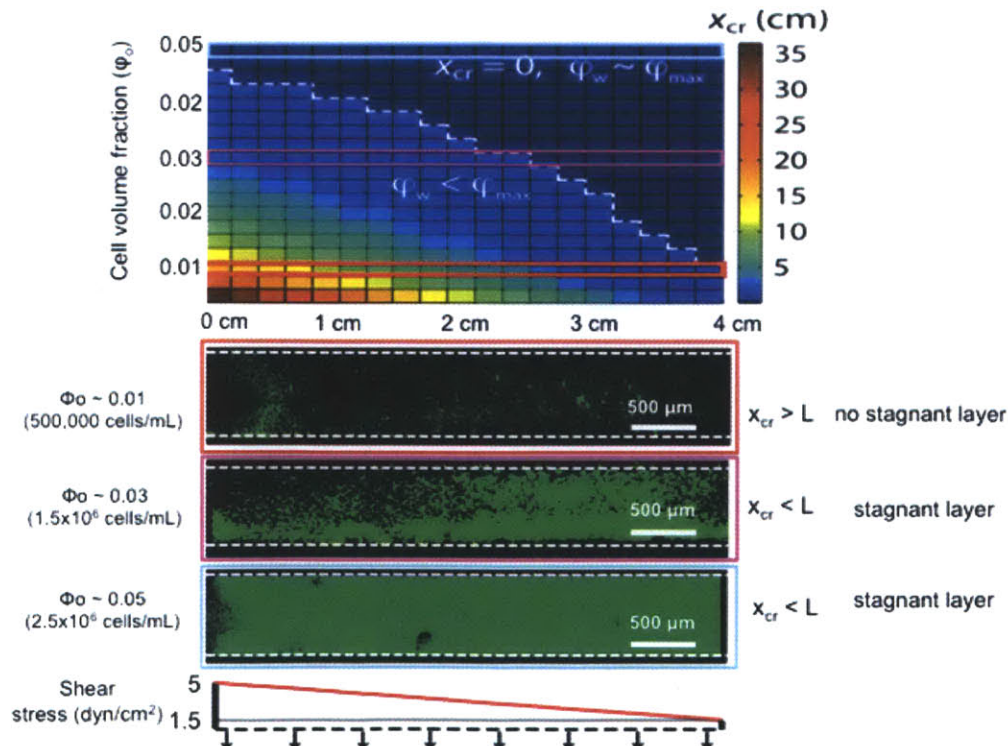 x_cr (cm)
Cell volume fraction (φ_o)
0.05
0.02
0.03
0.02
0.01
x_cr = 0, φ_w ~ φ_max
φ_w < φ_max
35
30
25
20
15
10
5
0 cm 1 cm 2 cm 3 cm 4 cm
Φo ~ 0.01
(500,000 cells/mL)
500 µm
x_cr > L no stagnant layer
Φo ~ 0.03
(1.5x10⁶ cells/mL)
500 µm
x_cr < L stagnant layer
Φo ~ 0.05
(2.5x10⁶ cells/mL)
500 µm
x_cr < L stagnant layer
Shear
stress (dyn/cm²)
5
1.5